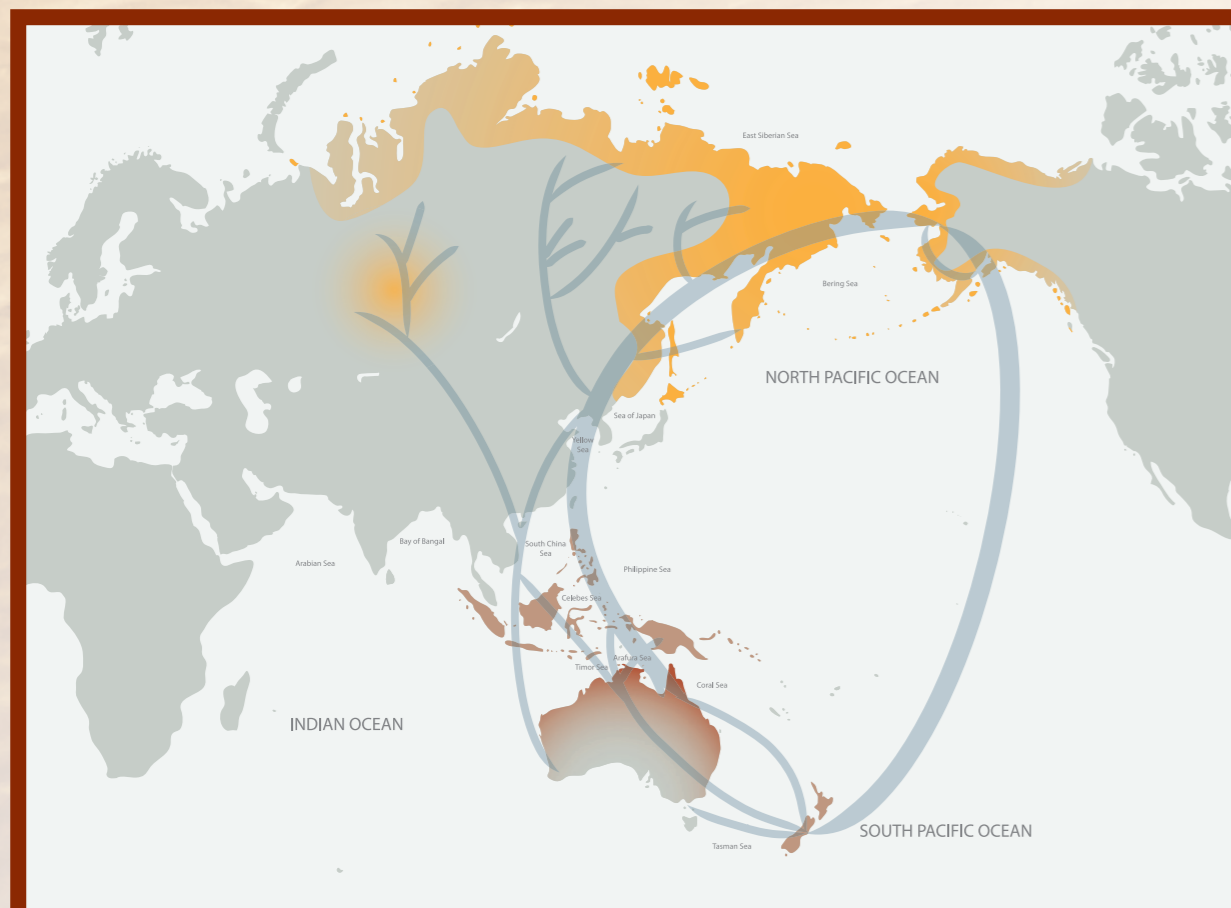 East Siberian Sea
Bering Sea
NORTH PACIFIC OCEAN
Sea of Japan
Yellow
Sea
Bay of Bangal
South China
Sea
Arabian Sea
Philippine Sea
Celebes Sea
Arafura Sea
Timor Sea
Coral Sea
INDIAN OCEAN
SOUTH PACIFIC OCEAN
Tasman Sea